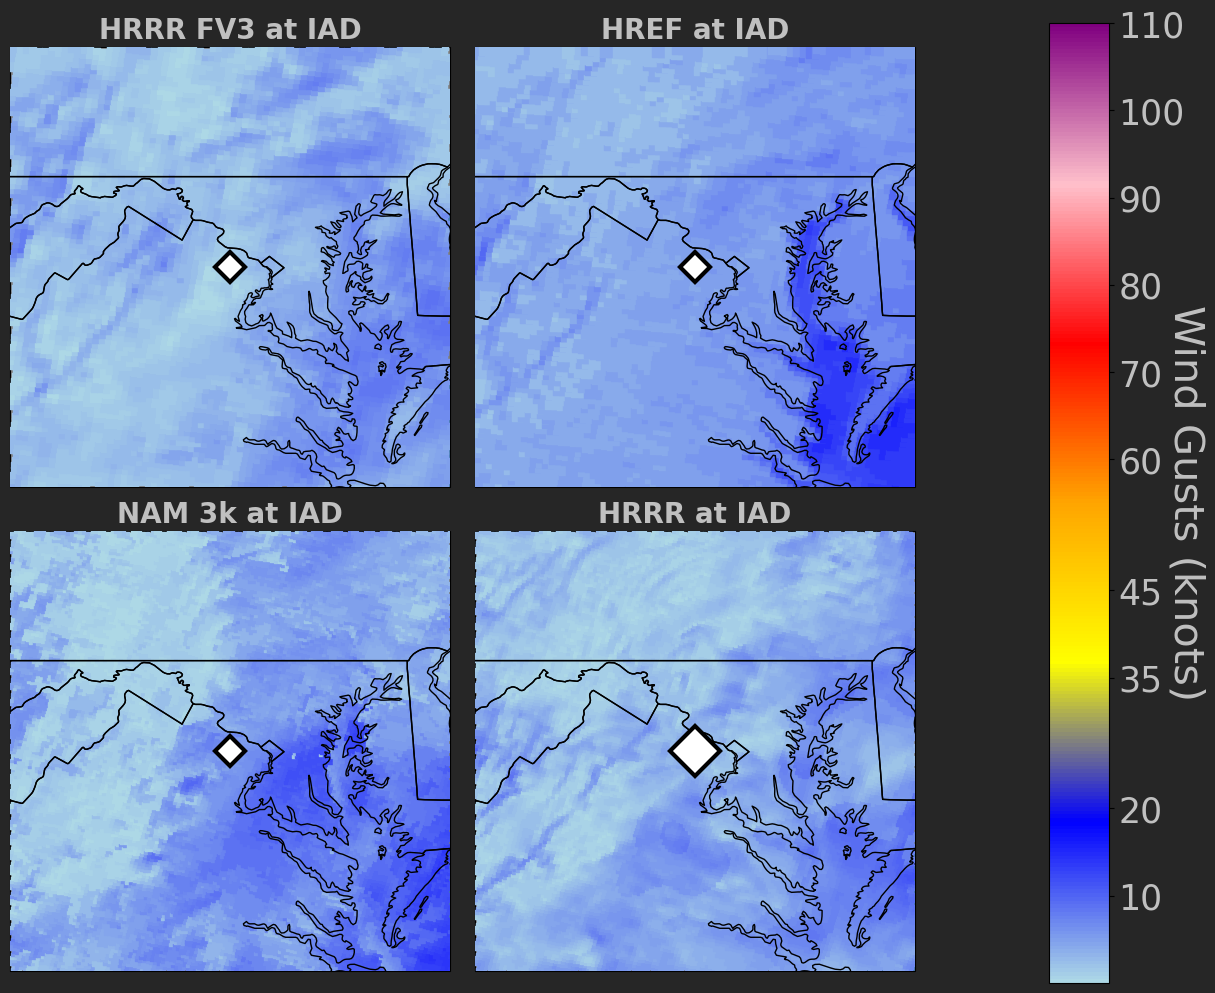 HRRR FV3 at IAD
HREF at IAD
NAM 3k at IAD
HRRR at IAD
110
100
90
80
70
60
45
35
20
10
Wind Gusts (knots)